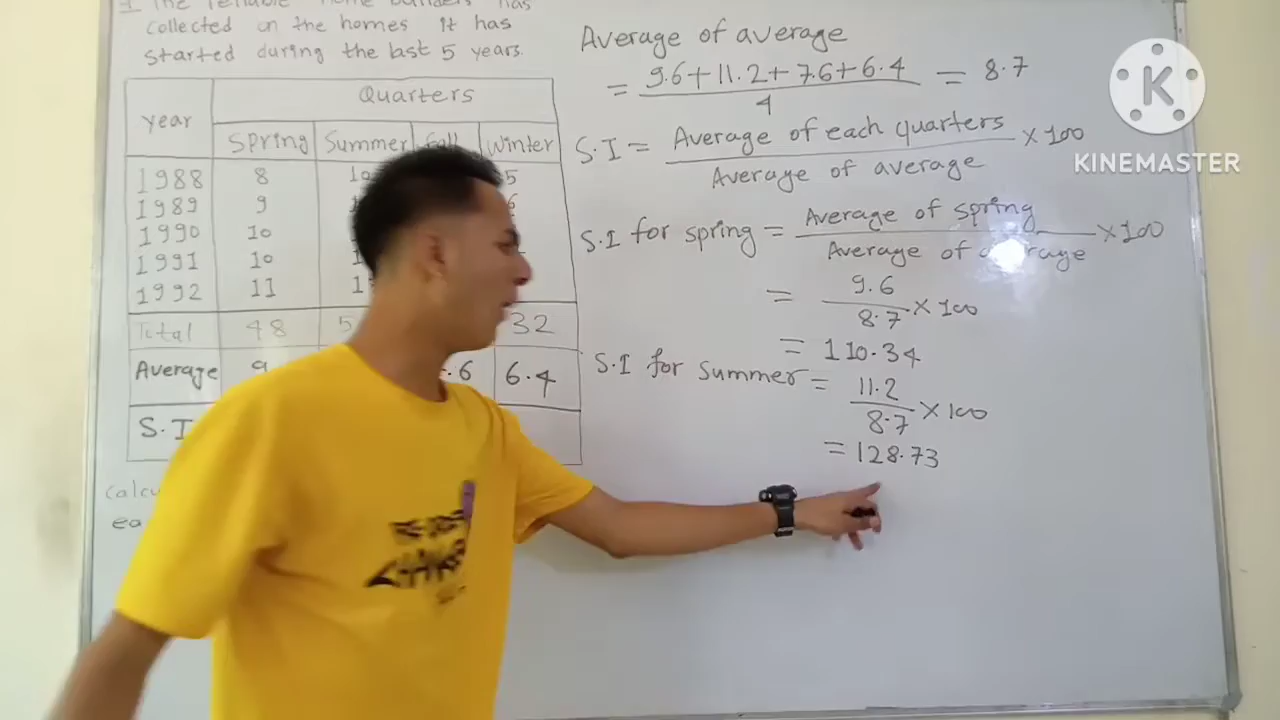 1 The reliable home builders has
collected on the homes It has
started during the last 5 years.
year Quarters
Spring Summer Fall Winter
1988 8 5
1989 9
1990 10
1991 10
1992 11
Total 48 32
Average .6 6.4
S.I
Average of average
= 9.6+11.2+7.6+6.4 / 4 = 8.7
S.I = Average of each quarters / Average of average × 100
S.I for spring = Average of spring / Average of average × 100
= 9.6 / 8.7 × 100
= 110.34
S.I for summer = 11.2 / 8.7 × 100
= 128.73
K
KINEMASTER